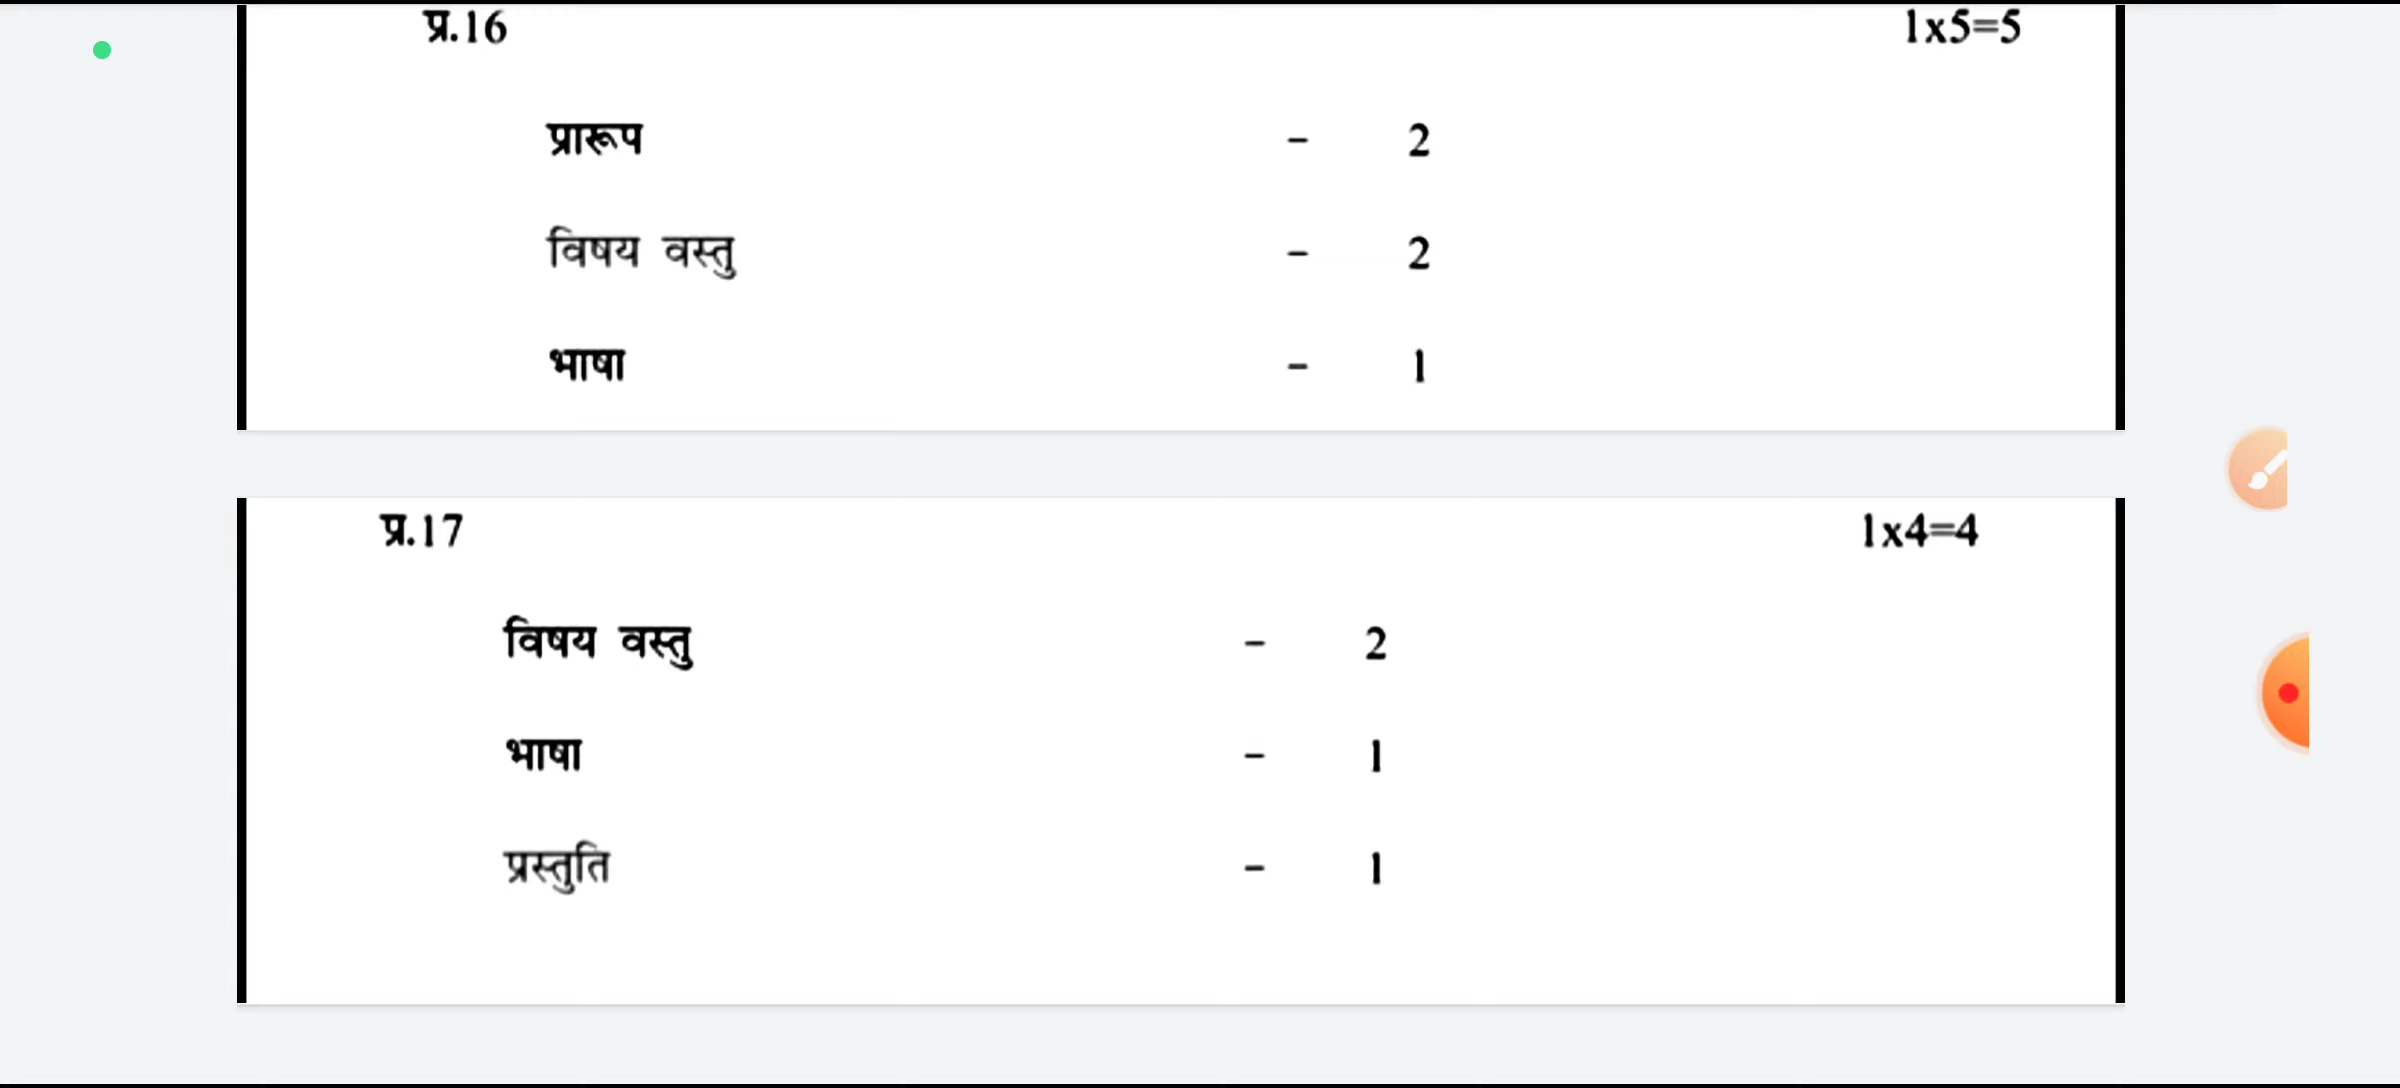 प्र.16 1x5=5
प्रारूप - 2
विषय वस्तु - 2
भाषा - 1
प्र.17 1x4=4
विषय वस्तु - 2
भाषा - 1
प्रस्तुति - 1